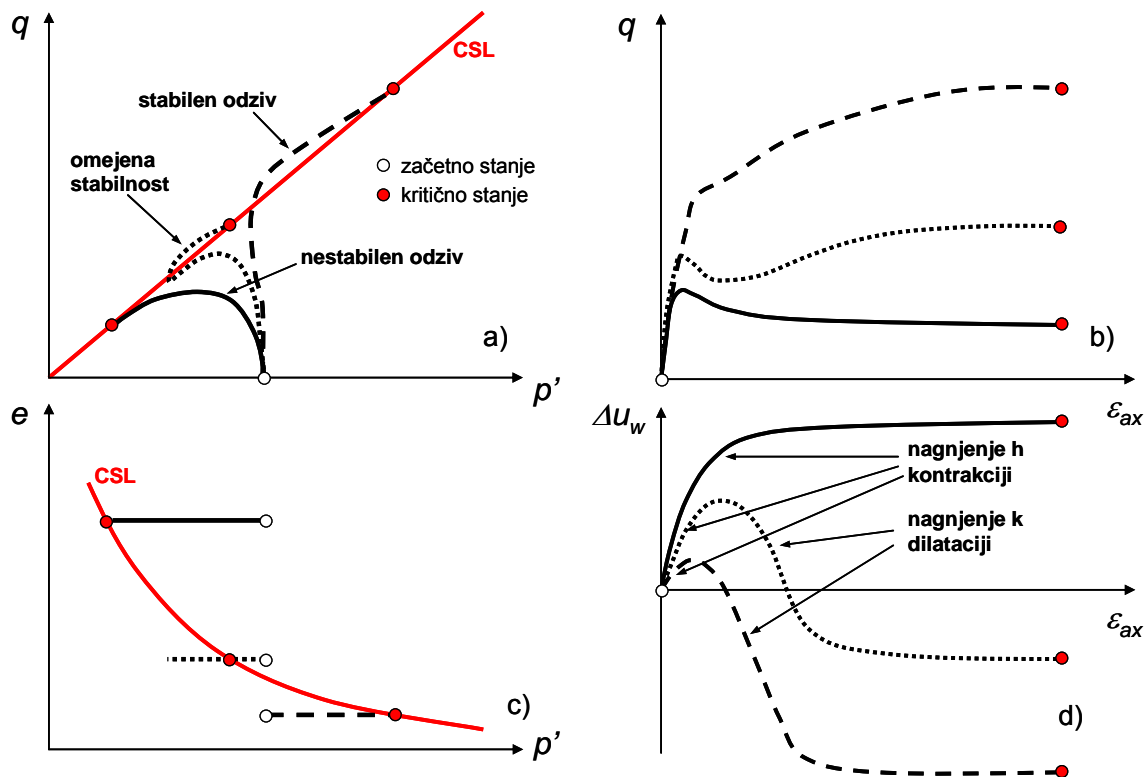 q
CSL
stabilen odziv
omejena
stabilnost
začetno stanje
kritično stanje
nestabilen odziv
a)
p’
q
b)
εax
e
CSL
c)
p’
Δuw
nagnjenje h
kontrakciji
nagnjenje k
dilataciji
εax
d)